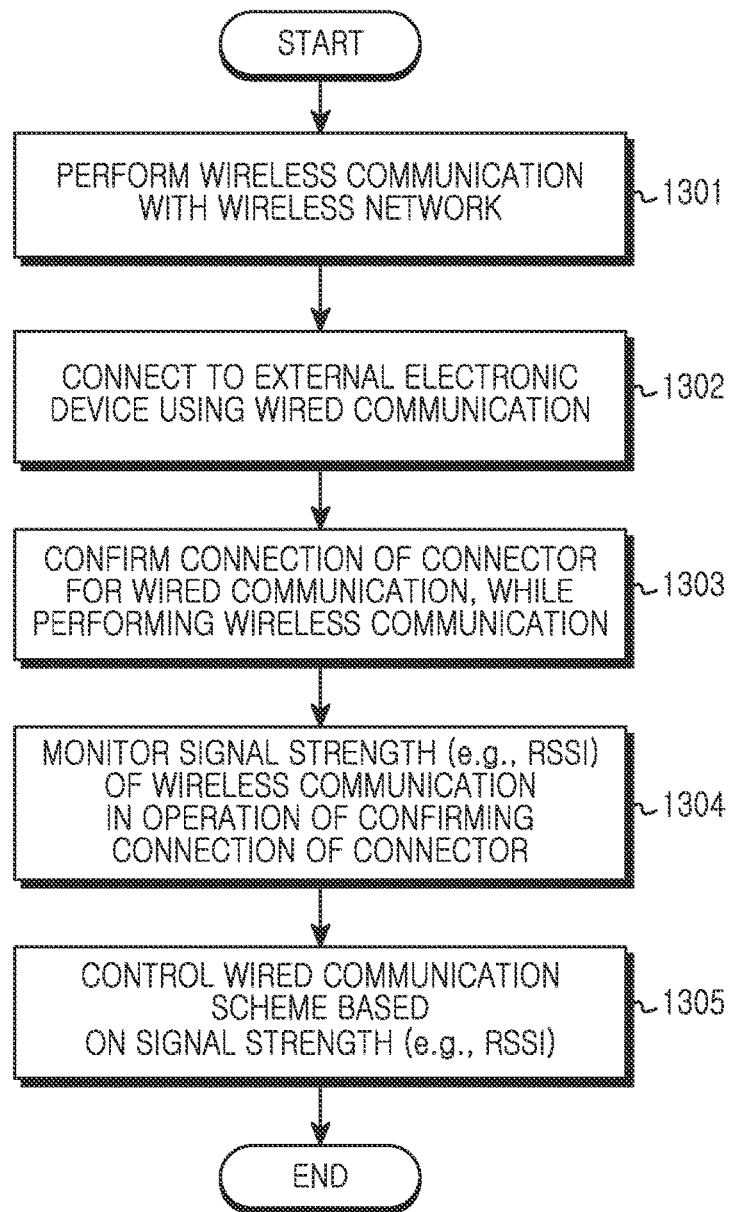 START
PERFORM WIRELESS COMMUNICATION
WITH WIRELESS NETWORK
1301
CONNECT TO EXTERNAL ELECTRONIC
DEVICE USING WIRED COMMUNICATION
1302
CONFIRM CONNECTION OF CONNECTOR
FOR WIRED COMMUNICATION, WHILE
PERFORMING WIRELESS COMMUNICATION
1303
MONITOR SIGNAL STRENGTH (e.g., RSSI)
OF WIRELESS COMMUNICATION
IN OPERATION OF CONFIRMING
CONNECTION OF CONNECTOR
1304
CONTROL WIRED COMMUNICATION
SCHEME BASED
ON SIGNAL STRENGTH (e.g., RSSI)
1305
END